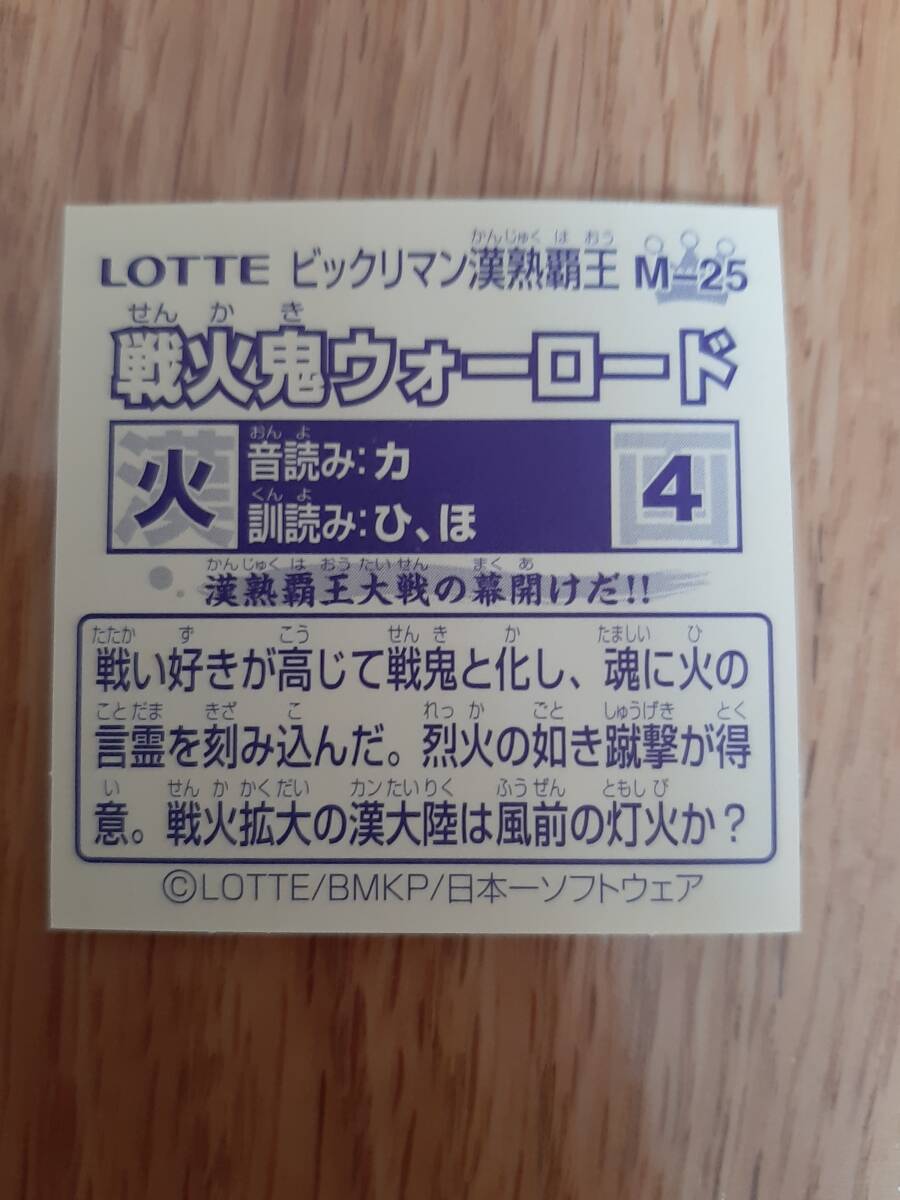 LOTTE ビックリマン漢熟覇王 M-25
かんじゅく は おう
せん か き
戦火鬼ウォーロード
漢 火 音読み:カ 画 4
おん よ
訓読み:ひ、ほ
くん よ
かんじゅく は おう たいせん まく あ
漢熟覇王大戦の幕開けだ!!
たたか ず こう せん き か たましい ひ
戦い好きが高じて戦鬼と化し、魂に火の
ことだま きざ こ れっ か ごと しゅうげき とく
言霊を刻み込んだ。烈火の如き蹴撃が得
い せん か かくだい カンたいりく ふうぜん ともし び
意。戦火拡大の漢大陸は風前の灯火か?
©LOTTE/BMKP/日本一ソフトウェア